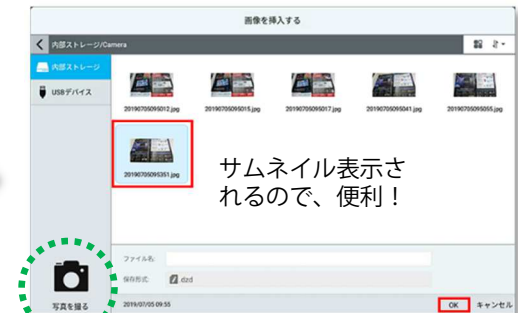 画像を挿入する
内部ストレージ/Camera
内部ストレージ
USBデバイス
20190705095012.jpg
20190705095015.jpg
20190705095017.jpg
20190705095041.jpg
20190705095055.jpg
20190705095351.jpg
サムネイル表示さ
れるので、便利！
ファイル名:
保存形式:
.dzd
写真を撮る
2019/07/05 09:55
OK
キャンセル